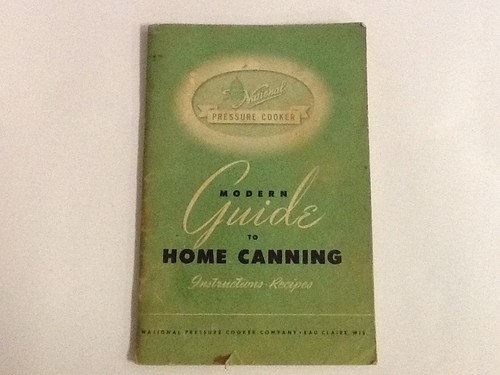 National
PRESSURE COOKER
MODERN
Guide
TO
HOME CANNING
Instructions-Recipes
NATIONAL PRESSURE COOKER COMPANY-EAU CLAIRE, WIS.